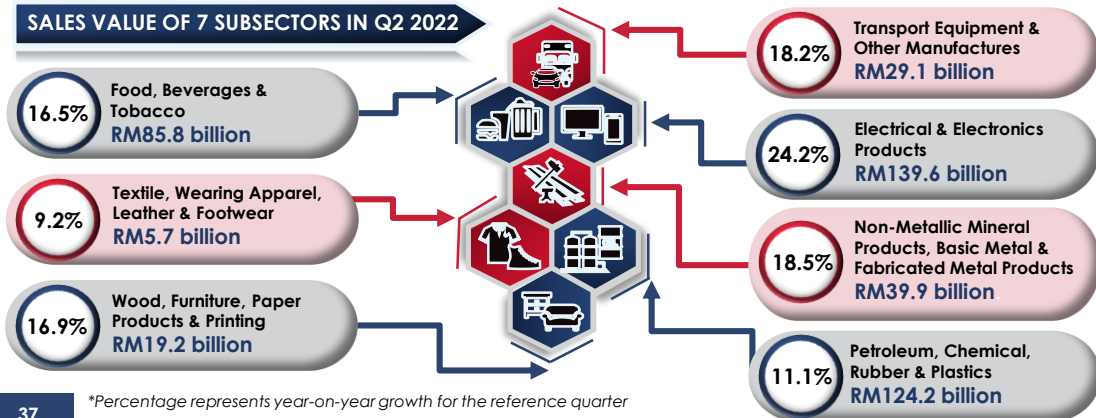 SALES VALUE OF 7 SUBSECTORS IN Q2 2022
16.5%
Food, Beverages &
Tobacco
RM85.8 billion
9.2%
Textile, Wearing Apparel,
Leather & Footwear
RM5.7 billion
16.9%
Wood, Furniture, Paper
Products & Printing
RM19.2 billion
18.2%
Transport Equipment &
Other Manufactures
RM29.1 billion
24.2%
Electrical & Electronics
Products
RM139.6 billion
18.5%
Non-Metallic Mineral
Products, Basic Metal &
Fabricated Metal Products
RM39.9 billion
11.1%
Petroleum, Chemical,
Rubber & Plastics
RM124.2 billion
37
*Percentage represents year-on-year growth for the reference quarter